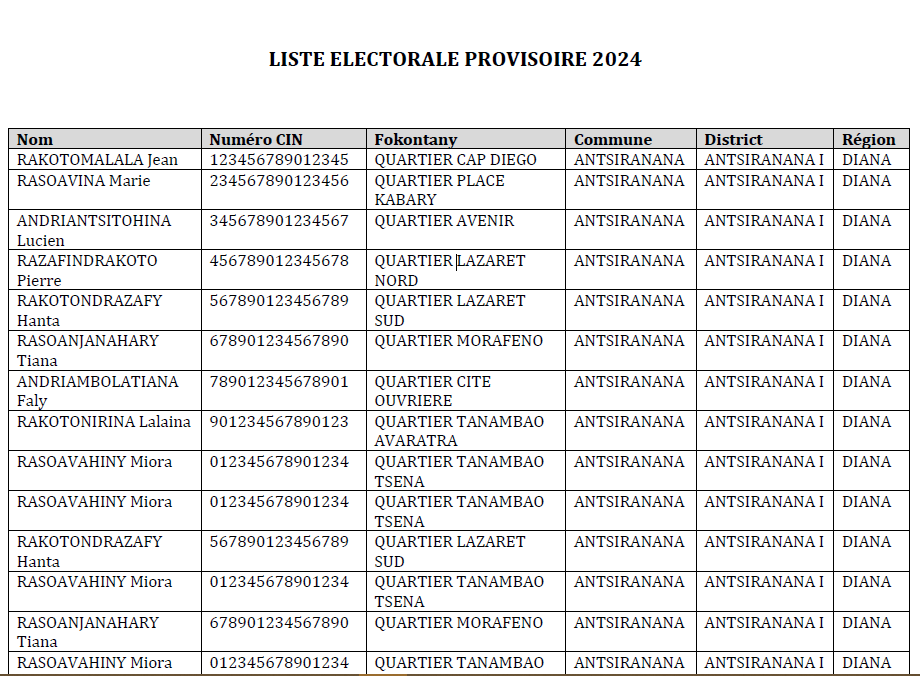 LISTE ELECTORALE PROVISOIRE 2024
Nom Numéro CIN Fokontany Commune District Région
RAKOTOMALALA Jean 123456789012345 QUARTIER CAP DIEGO ANTSIRANANA ANTSIRANANA I DIANA
RASOAVINA Marie 234567890123456 QUARTIER PLACE ANTSIRANANA ANTSIRANANA I DIANA
KABARY
ANDRIANTSITOHINA 345678901234567 QUARTIER AVENIR ANTSIRANANA ANTSIRANANA I DIANA
Lucien
RAZAFINDRAKOTO 456789012345678 QUARTIER LAZARET ANTSIRANANA ANTSIRANANA I DIANA
Pierre NORD
RAKOTONDRAZAFY 567890123456789 QUARTIER LAZARET ANTSIRANANA ANTSIRANANA I DIANA
Hanta SUD
RASOANJANAHARY 678901234567890 QUARTIER MORAFENO ANTSIRANANA ANTSIRANANA I DIANA
Tiana
ANDRIAMBOLATIANA 789012345678901 QUARTIER CITE ANTSIRANANA ANTSIRANANA I DIANA
Faly OUVRIERE
RAKOTONIRINA Lalaina 901234567890123 QUARTIER TANAMBAO ANTSIRANANA ANTSIRANANA I DIANA
AVARATRA
RASOAVAHINY Miora 012345678901234 QUARTIER TANAMBAO ANTSIRANANA ANTSIRANANA I DIANA
TSENA
RASOAVAHINY Miora 012345678901234 QUARTIER TANAMBAO ANTSIRANANA ANTSIRANANA I DIANA
TSENA
RAKOTONDRAZAFY 567890123456789 QUARTIER LAZARET ANTSIRANANA ANTSIRANANA I DIANA
Hanta SUD
RASOAVAHINY Miora 012345678901234 QUARTIER TANAMBAO ANTSIRANANA ANTSIRANANA I DIANA
TSENA
RASOANJANAHARY 678901234567890 QUARTIER MORAFENO ANTSIRANANA ANTSIRANANA I DIANA
Tiana
RASOAVAHINY Miora 012345678901234 QUARTIER TANAMBAO ANTSIRANANA ANTSIRANANA I DIANA